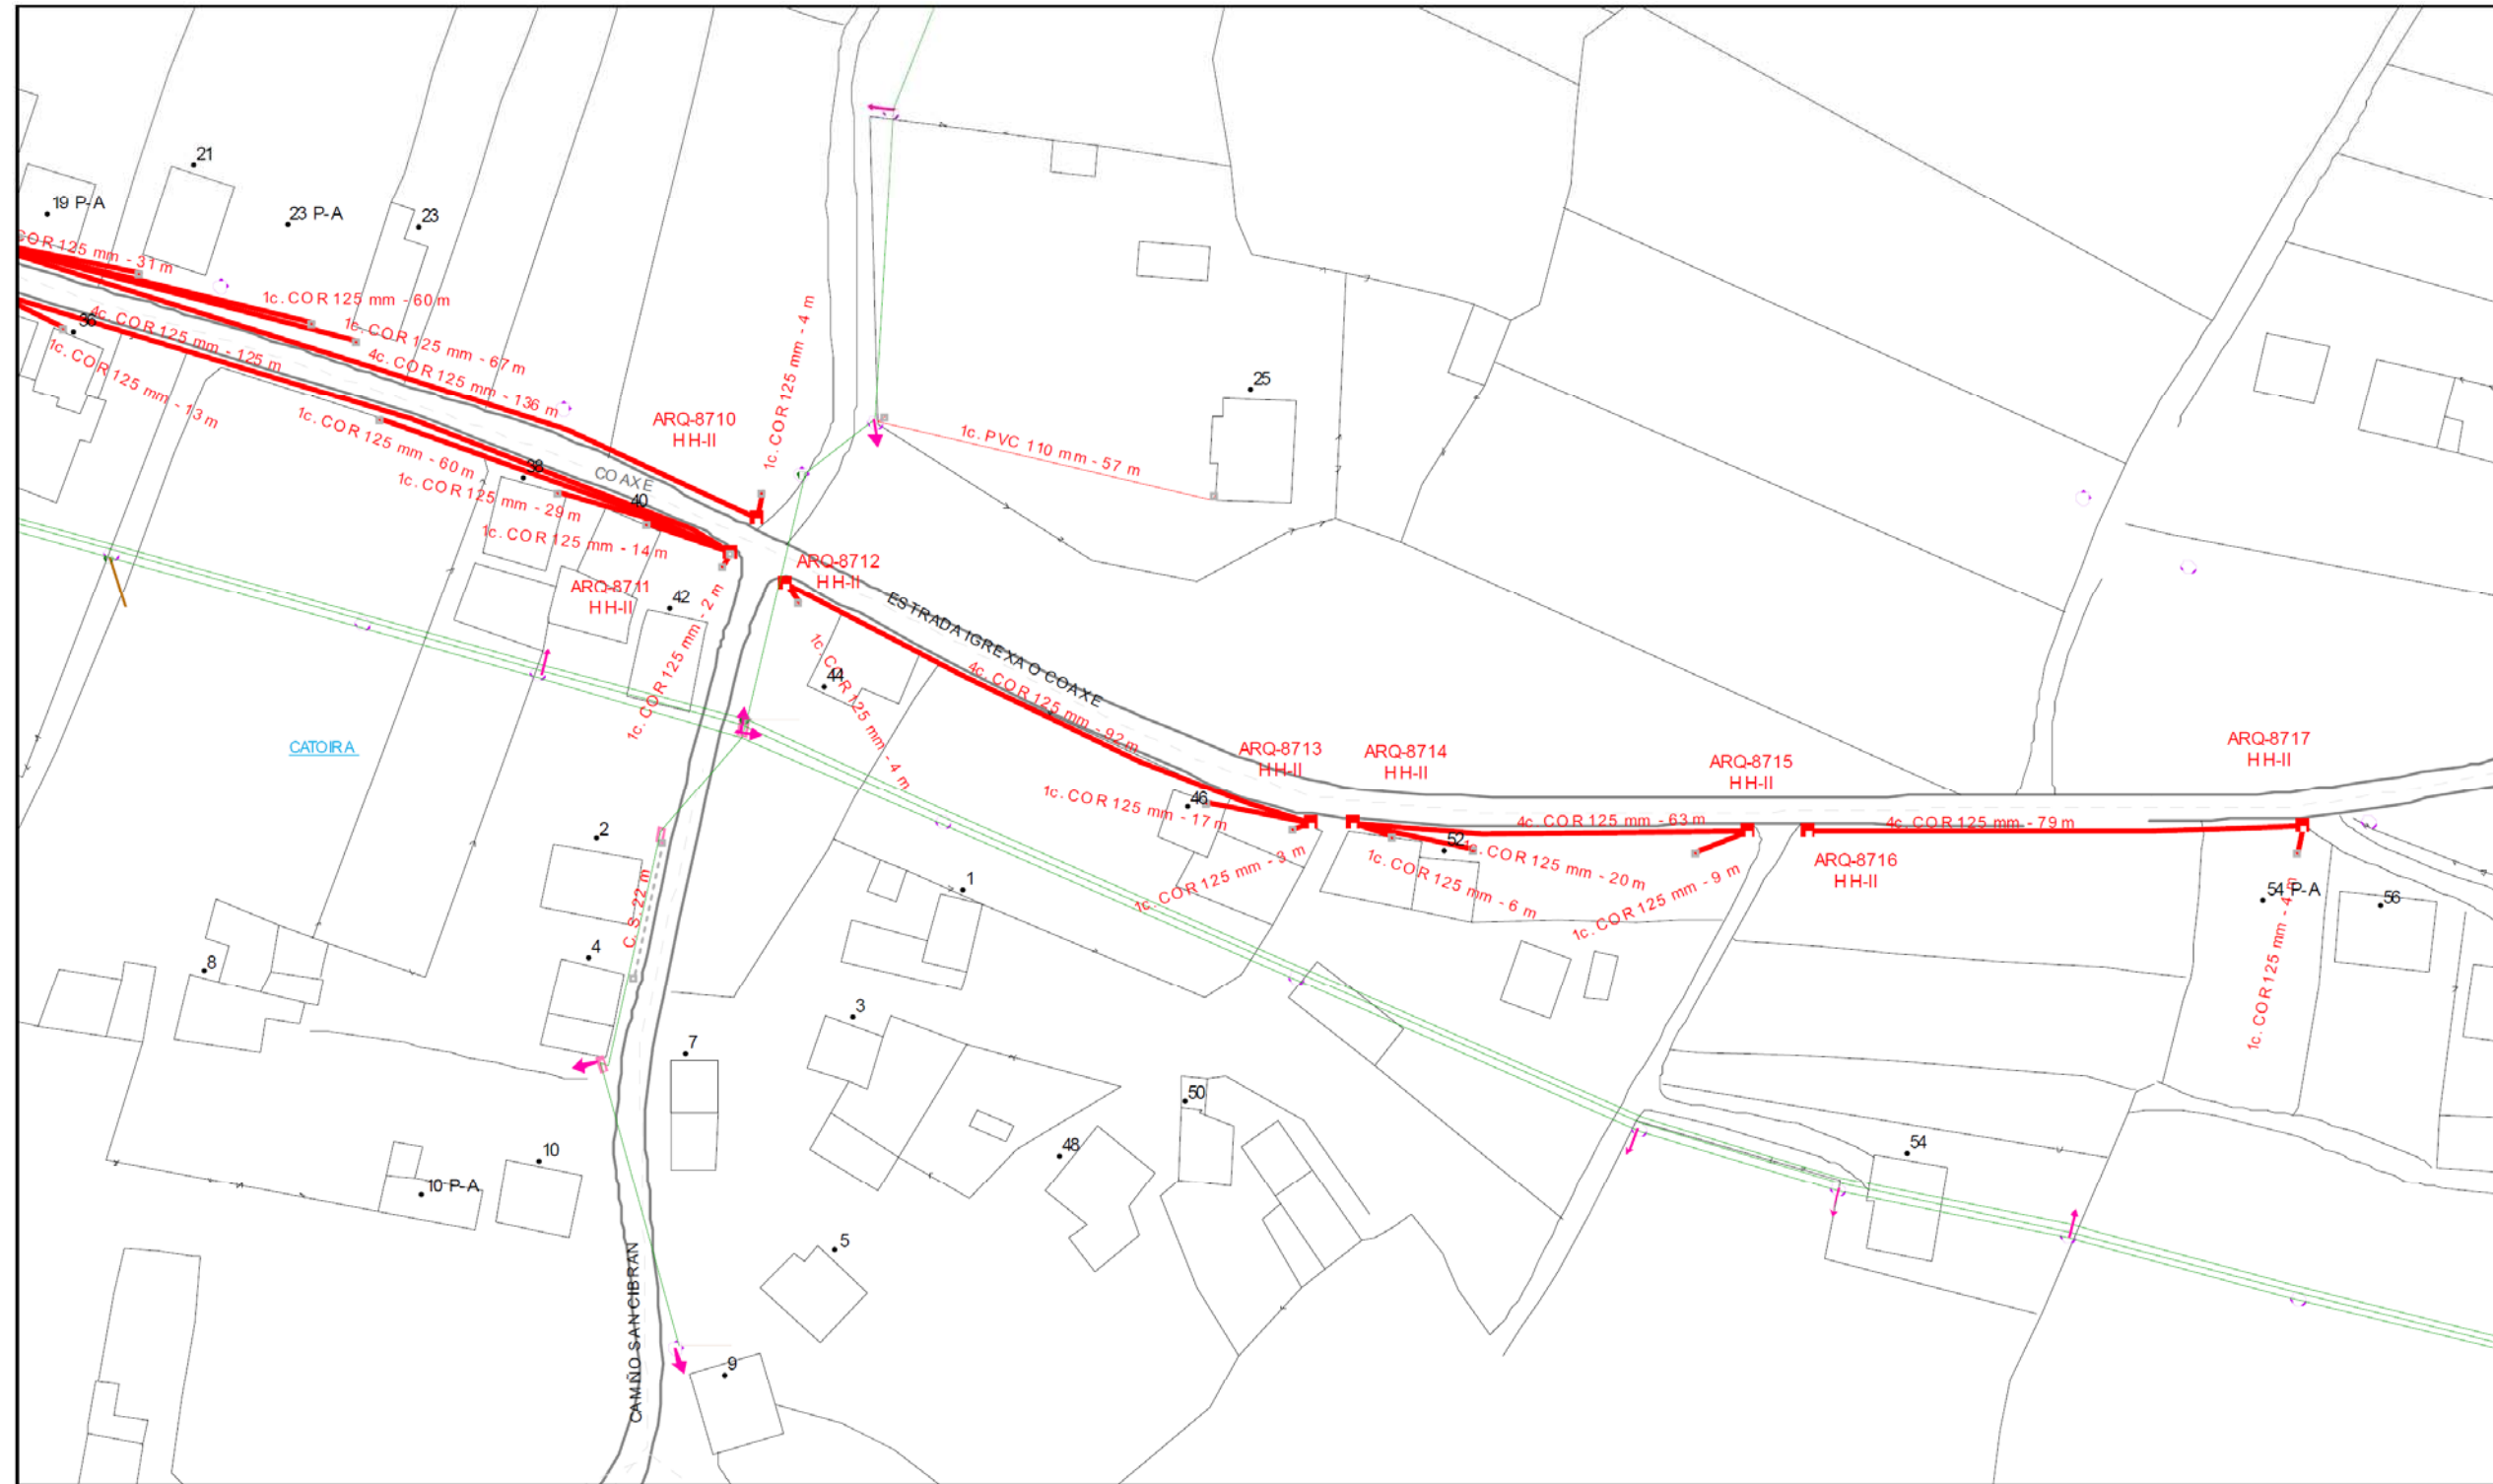 21
19 P-A
23 P-A
23
COR 125 mm - 31 m
1c. COR 125 mm - 60 m
1c. COR 125 mm - 67 m
4c. COR 125 mm - 136 m
36
4c. COR 125 mm - 125 m
1c. COR 125 mm - 13 m
1c. COR 125 mm - 60 m
1c. COR 125 mm - 29 m
1c. COR 125 mm - 14 m
38
40
COAXE
ARQ-8710
HH-II
1c. COR 125 mm - 4 m
1c. PVC 110 mm - 57 m
25
ARQ-8711
HH-II
42
1c. COR 125 mm - 2 m
ARQ-8712
HH-II
ESTRADA IGREXA O COAXE
4c. COR 125 mm - 92 m
44
1c. COR 125 mm - 4 m
CATOIRA
ARQ-8713
HH-II
ARQ-8714
HH-II
ARQ-8715
HH-II
ARQ-8717
HH-II
46
1c. COR 125 mm - 17 m
1c. COR 125 mm - 3 m
4c. COR 125 mm - 63 m
4c. COR 125 mm - 79 m
52
1c. COR 125 mm - 20 m
1c. COR 125 mm - 6 m
1c. COR 125 mm - 9 m
ARQ-8716
HH-II
54 P-A
56
1c. COR 125 mm - 4 m
2
C. S. 22 m
1
4
8
3
7
50
48
54
10
10 P-A
5
9
CAMIÑO SAN CIBRAN